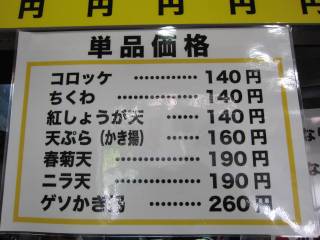 円 円 円 円 円
単品価格
コロッケ ………… 140円
ちくわ ………… 140円
紅しょうが天 …… 140円
天ぷら（かき揚） …… 160円
春菊天 ………… 190円
ニラ天 ………… 190円
ゲソかき揚 …… 260円